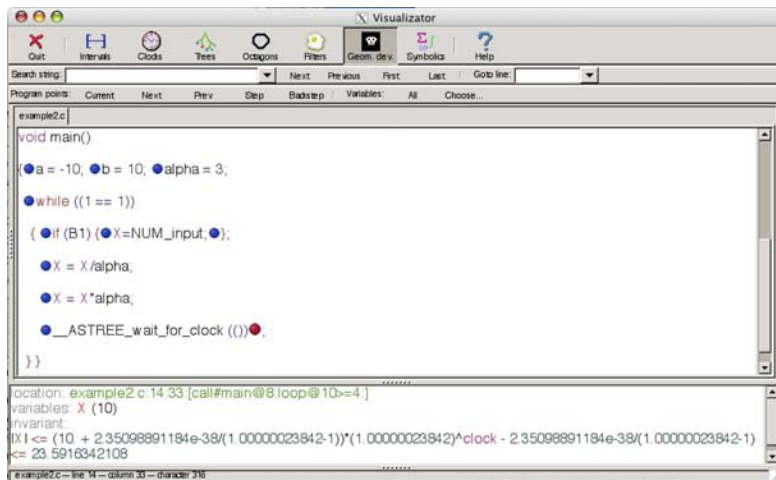 X Visualizator
Quit Intervals Clocks Trees Octagons Filters Geom. dev. Symbolics Help
Search string: Next Previous First Last Goto line:
Program points: Current Next Prev Step Backstep Variables: All Choose...
example2.c
void main()
{a = -10; b = 10; alpha = 3;
while ((1 == 1))
{ if (B1) {X=NUM_input;};
X = X/alpha;
X = X*alpha;
__ASTREE_wait_for_clock (());
}}
location: example2.c:14:33:[call#main@8:loop@10>=4:]
variables: X (10)
invariant:
|X| <= (10. + 2.35098891184e-38/(1.00000023842-1))*(1.00000023842)^clock - 2.35098891184e-38/(1.00000023842-1)
<= 23.5916342108
example2.c — line 14 — column 33 — character 316